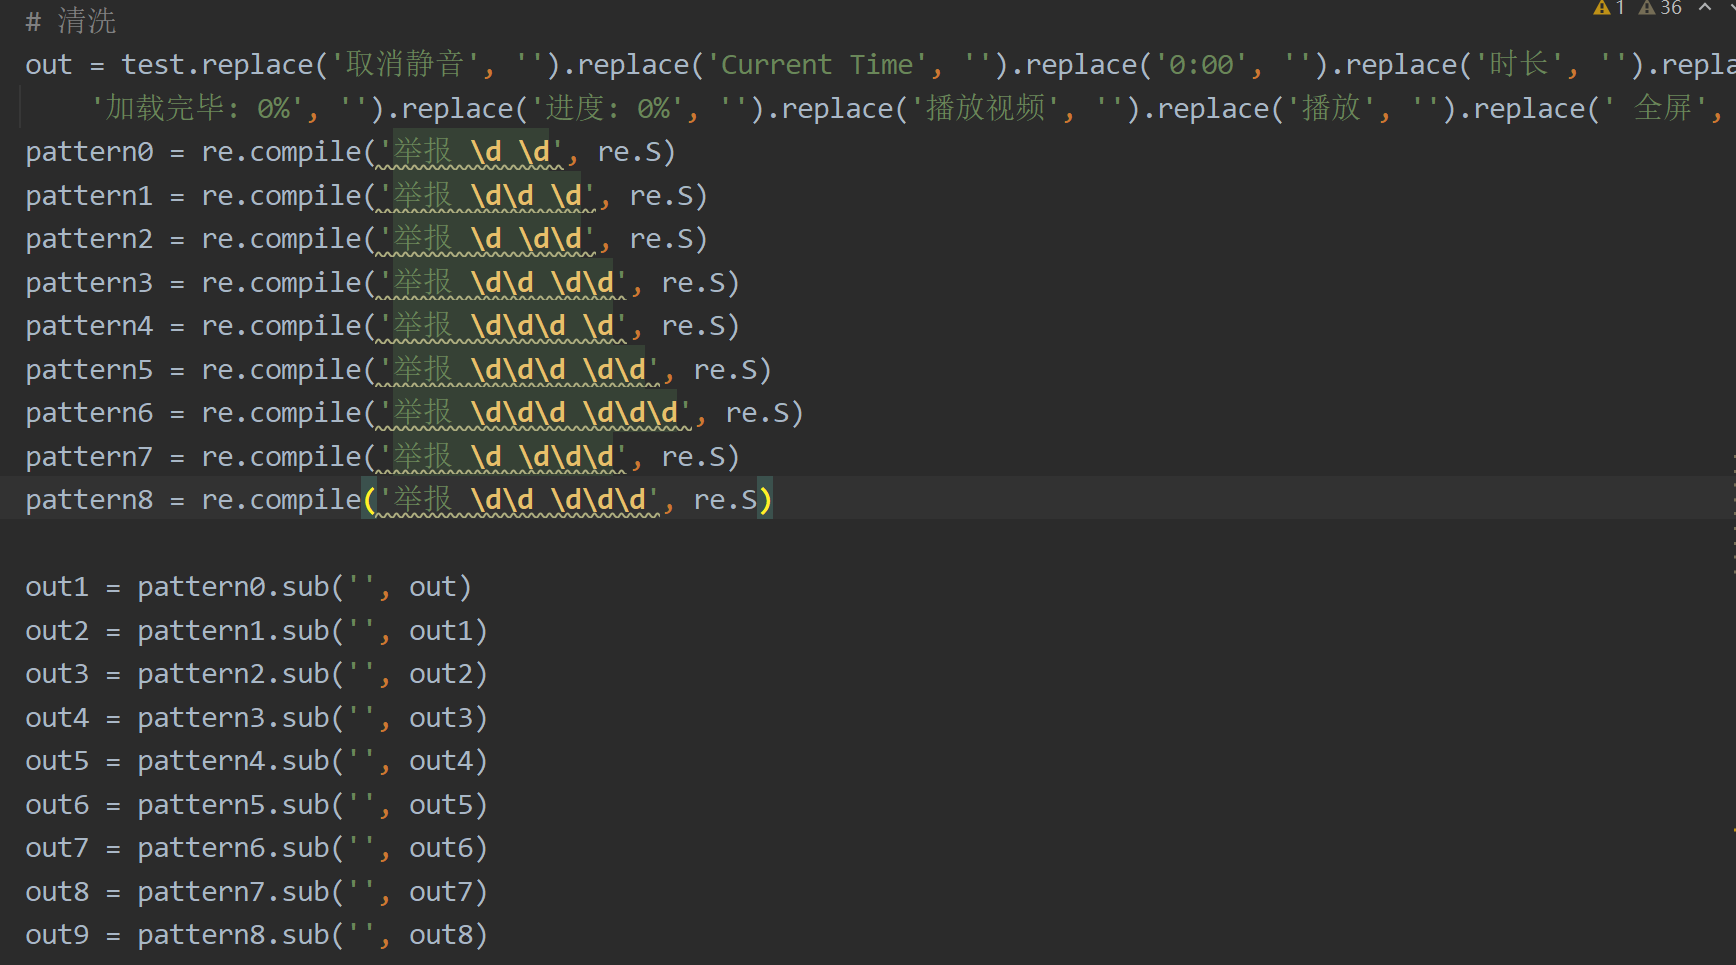 1 36
# 清洗
out = test.replace('取消静音', '').replace('Current Time', '').replace('0:00', '').replace('时长', '').repla
'加载完毕: 0%', '').replace('进度: 0%', '').replace('播放视频', '').replace('播放', '').replace(' 全屏',
pattern0 = re.compile('举报 \d \d', re.S)
pattern1 = re.compile('举报 \d\d \d', re.S)
pattern2 = re.compile('举报 \d \d\d', re.S)
pattern3 = re.compile('举报 \d\d \d\d', re.S)
pattern4 = re.compile('举报 \d\d\d \d', re.S)
pattern5 = re.compile('举报 \d\d\d \d\d', re.S)
pattern6 = re.compile('举报 \d\d\d \d\d\d', re.S)
pattern7 = re.compile('举报 \d \d\d\d', re.S)
pattern8 = re.compile('举报 \d\d \d\d\d', re.S)
out1 = pattern0.sub('', out)
out2 = pattern1.sub('', out1)
out3 = pattern2.sub('', out2)
out4 = pattern3.sub('', out3)
out5 = pattern4.sub('', out4)
out6 = pattern5.sub('', out5)
out7 = pattern6.sub('', out6)
out8 = pattern7.sub('', out7)
out9 = pattern8.sub('', out8)